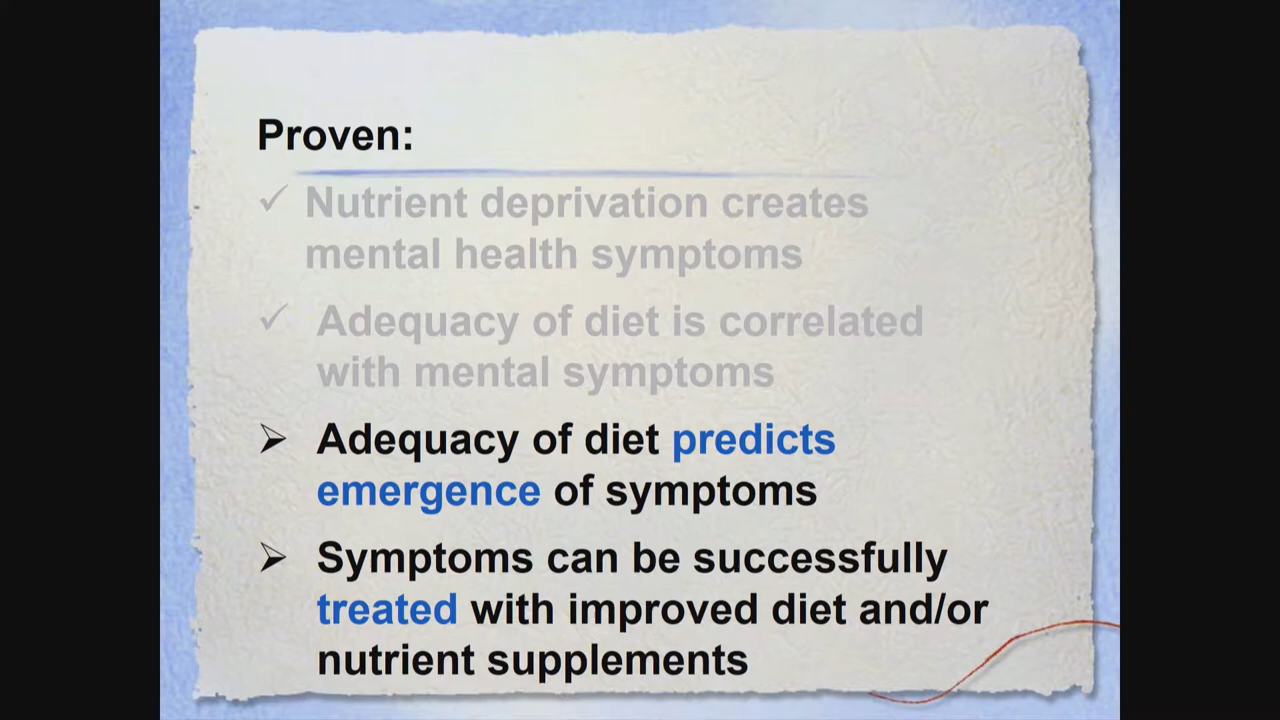 Proven:
✓ Nutrient deprivation creates
mental health symptoms
✓ Adequacy of diet is correlated
with mental symptoms
➢ Adequacy of diet predicts
emergence of symptoms
➢ Symptoms can be successfully
treated with improved diet and/or
nutrient supplements